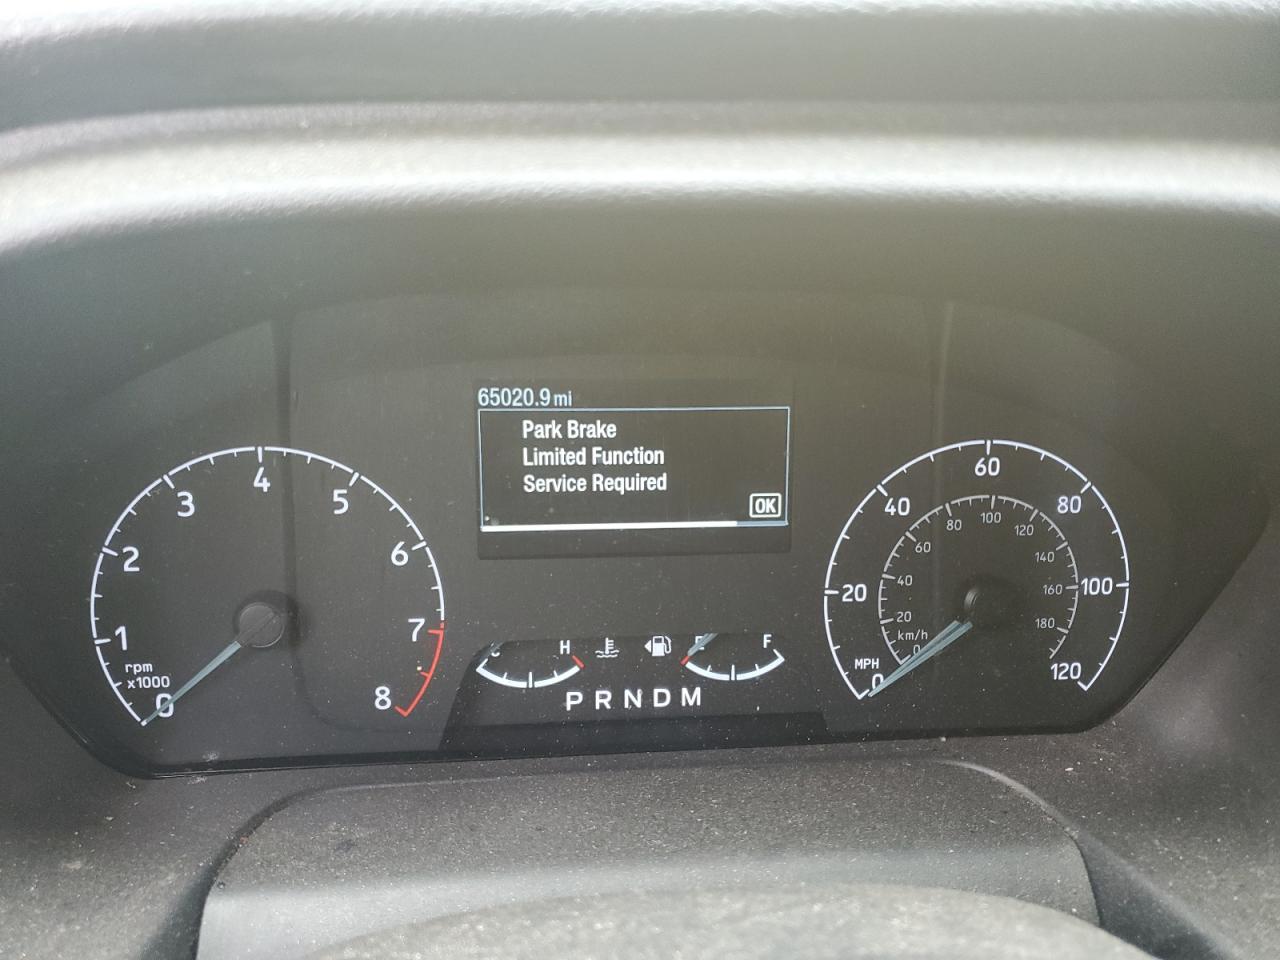 65020.9 mi
Park Brake
Limited Function
Service Required
OK
0 1 2 3 4 5 6 7 8
rpm
x1000
H
E F
P R N D M
0 20 40 60 80 100 120
MPH
0 20 40 60 80 100 120 140 160 180
km/h